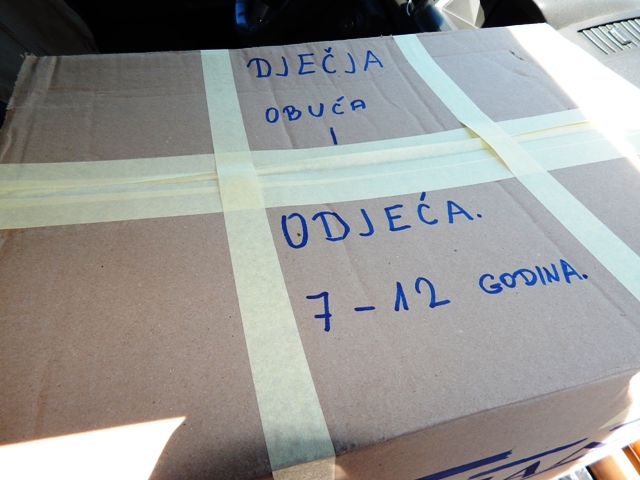 DJEČJA
OBUĆA
I
ODJEĆA.
7-12 GODINA.